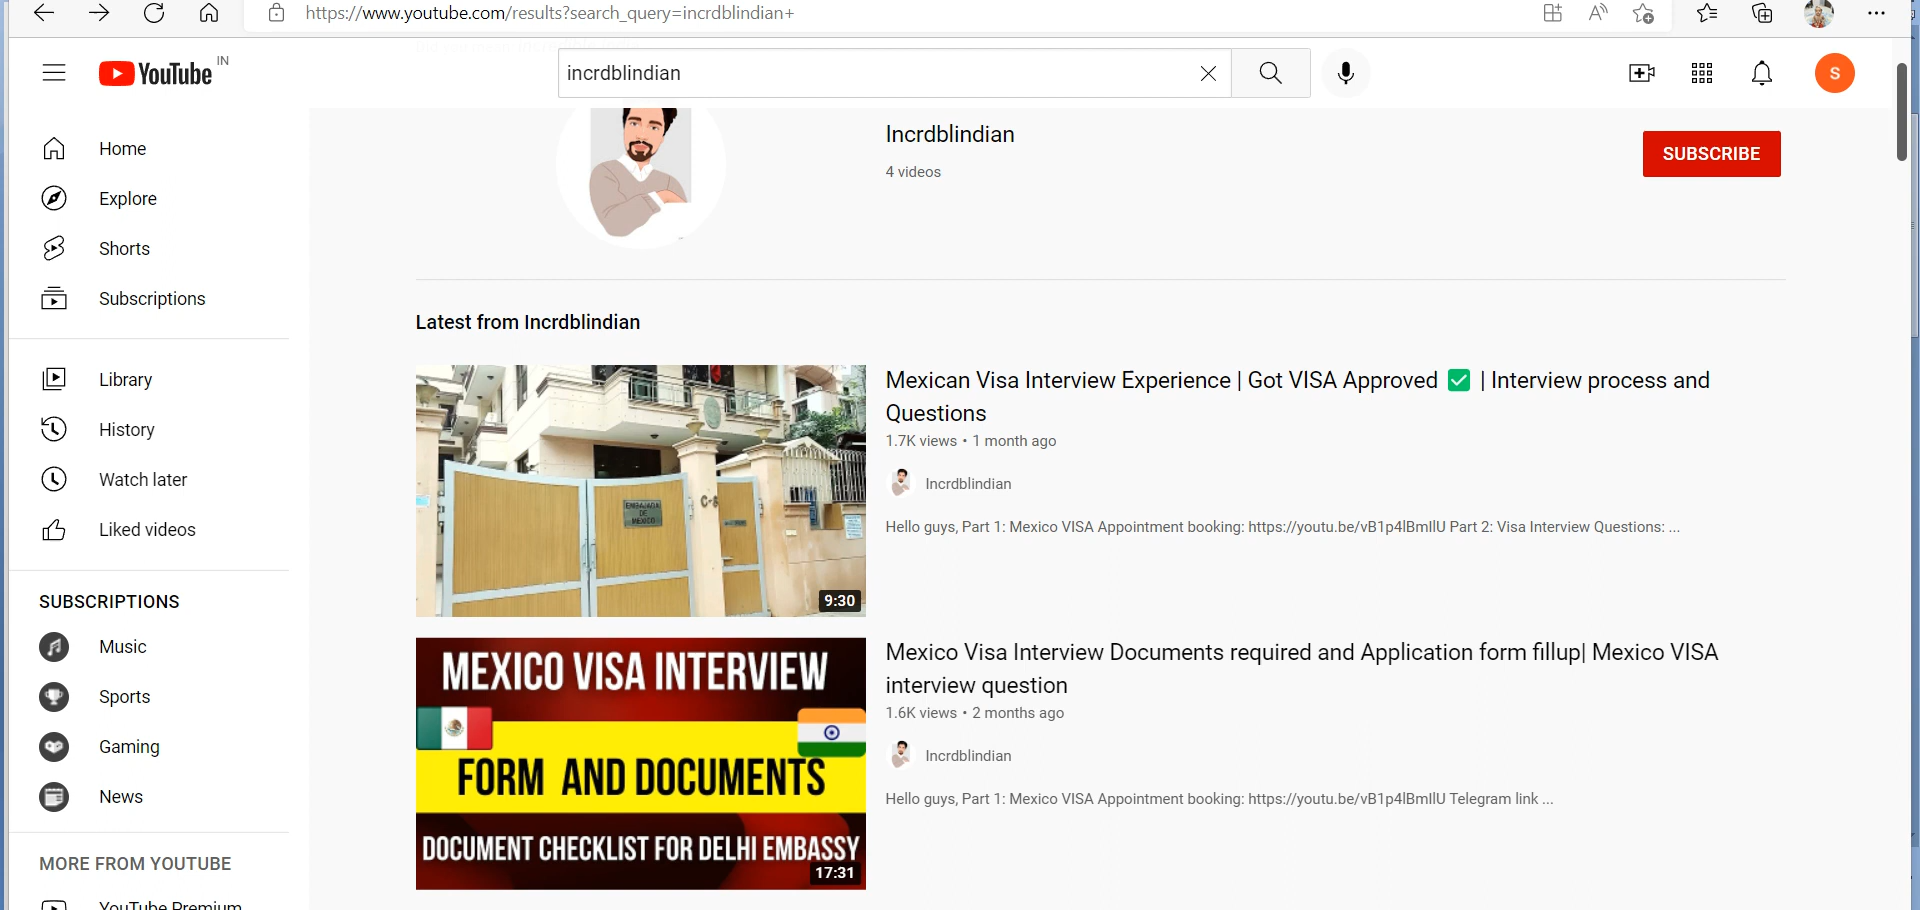 https://www.youtube.com/results?search_query=incrdblindian+
YouTube IN
incrdblindian
S
Home
Explore
Shorts
Subscriptions
Library
History
Watch later
Liked videos
SUBSCRIPTIONS
Music
Sports
Gaming
News
MORE FROM YOUTUBE
YouTube Premium
Incrdblindian
4 videos
SUBSCRIBE
Latest from Incrdblindian
EMBAJADA
DE
MEXICO
C-8
9:30
Mexican Visa Interview Experience | Got VISA Approved ✅ | Interview process and
Questions
1.7K views • 1 month ago
Incrdblindian
Hello guys, Part 1: Mexico VISA Appointment booking: https://youtu.be/vB1p4lBmIlU Part 2: Visa Interview Questions: ...
MEXICO VISA INTERVIEW
FORM AND DOCUMENTS
DOCUMENT CHECKLIST FOR DELHI EMBASSY
17:31
Mexico Visa Interview Documents required and Application form fillup| Mexico VISA
interview question
1.6K views • 2 months ago
Incrdblindian
Hello guys, Part 1: Mexico VISA Appointment booking: https://youtu.be/vB1p4lBmIlU Telegram link ...